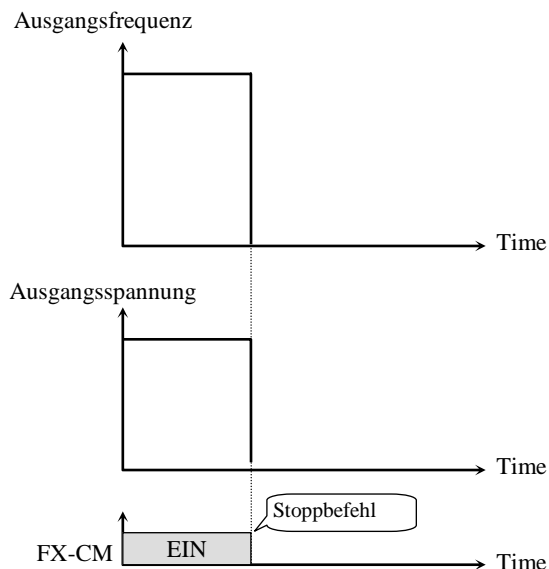 Ausgangsfrequenz
Time
Ausgangsspannung
Time
Stoppbefehl
FX-CM
EIN
Time